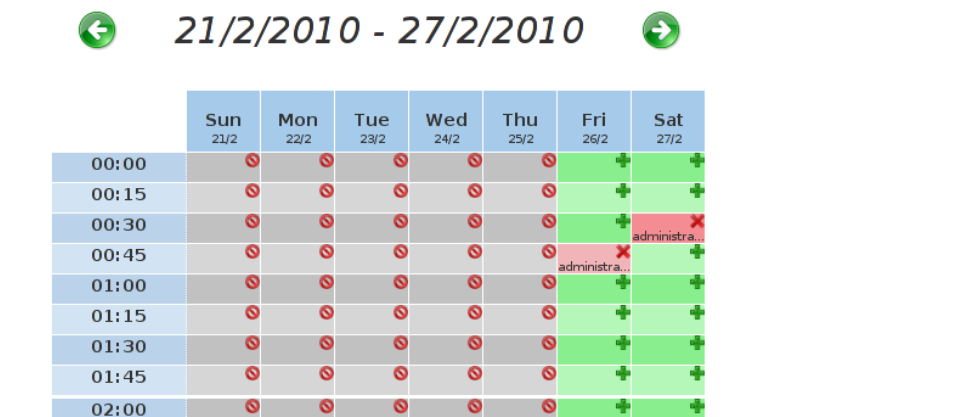 21/2/2010 - 27/2/2010
Sun Mon Tue Wed Thu Fri Sat
21/2 22/2 23/2 24/2 25/2 26/2 27/2
00:00
00:15
00:30
administra...
00:45
administra...
01:00
01:15
01:30
01:45
02:00